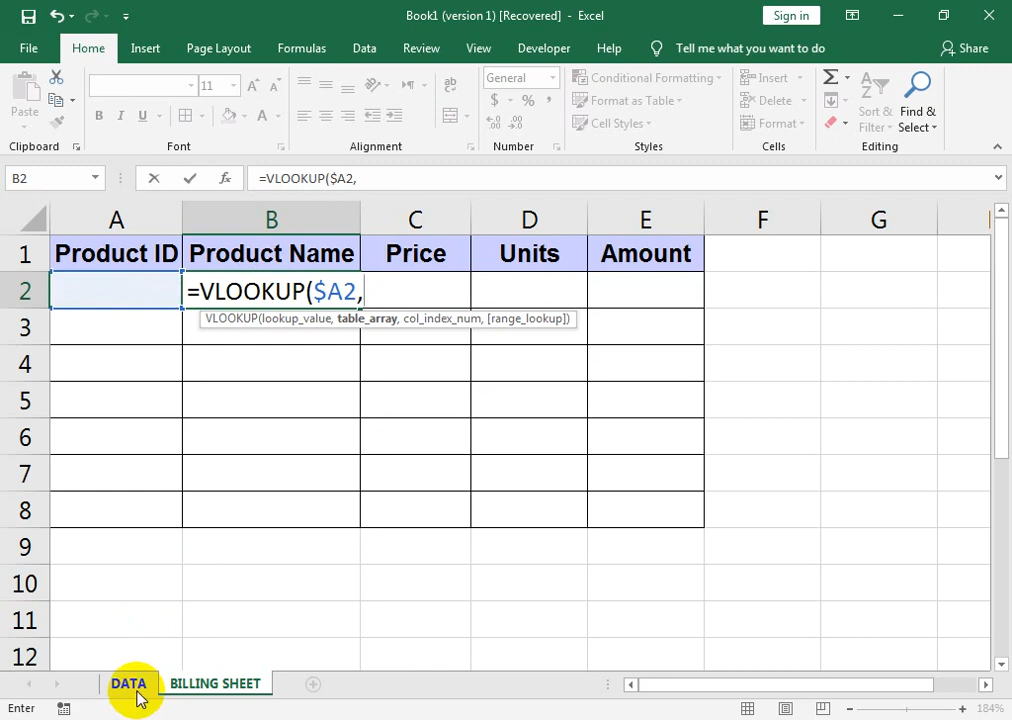 Book1 (version 1) [Recovered] - Excel
Sign in
File Home Insert Page Layout Formulas Data Review View Developer Help Tell me what you want to do Share
Paste
11
B I U
A A A
ab
General
$ % ,
Conditional Formatting
Format as Table
Cell Styles
Insert
Delete
Format
Σ
Sort & Filter
Find & Select
Clipboard Font Alignment Number Styles Cells Editing
B2 fx =VLOOKUP($A2,
A B C D E F G
1 Product ID Product Name Price Units Amount
2 =VLOOKUP($A2,
VLOOKUP(lookup_value, table_array, col_index_num, [range_lookup])
3
4
5
6
7
8
9
10
11
12
DATA BILLING SHEET
Enter 184%